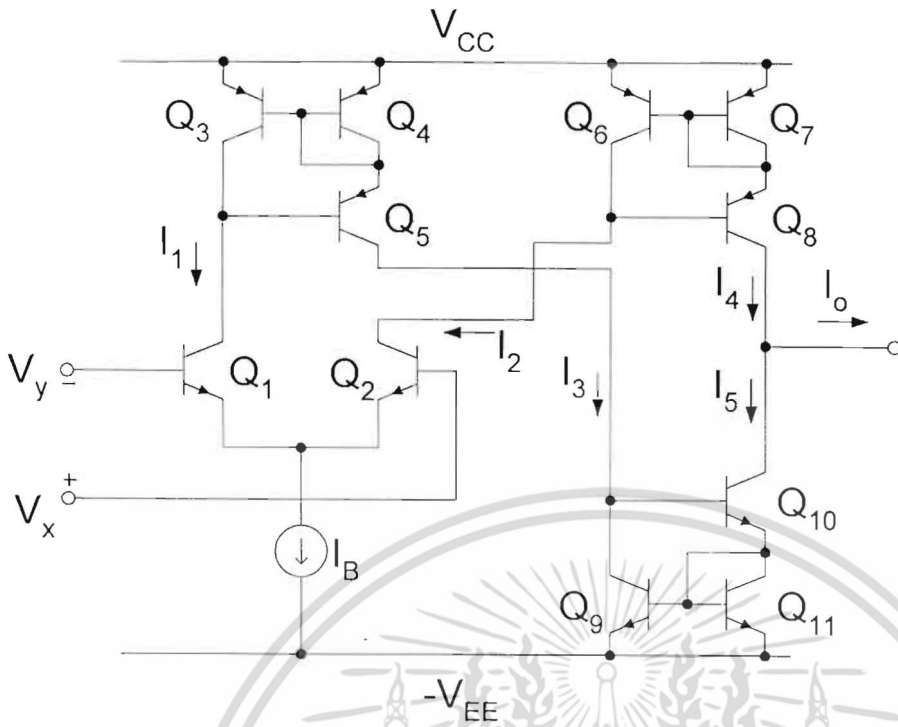 V_CC
Q_3
Q_4
Q_6
Q_7
Q_5
Q_8
I_1
I_4
I_o
V_y –
Q_1
Q_2
I_2
I_3
I_5
+
V_x
Q_10
I_B
Q_9
Q_11
-V_EE